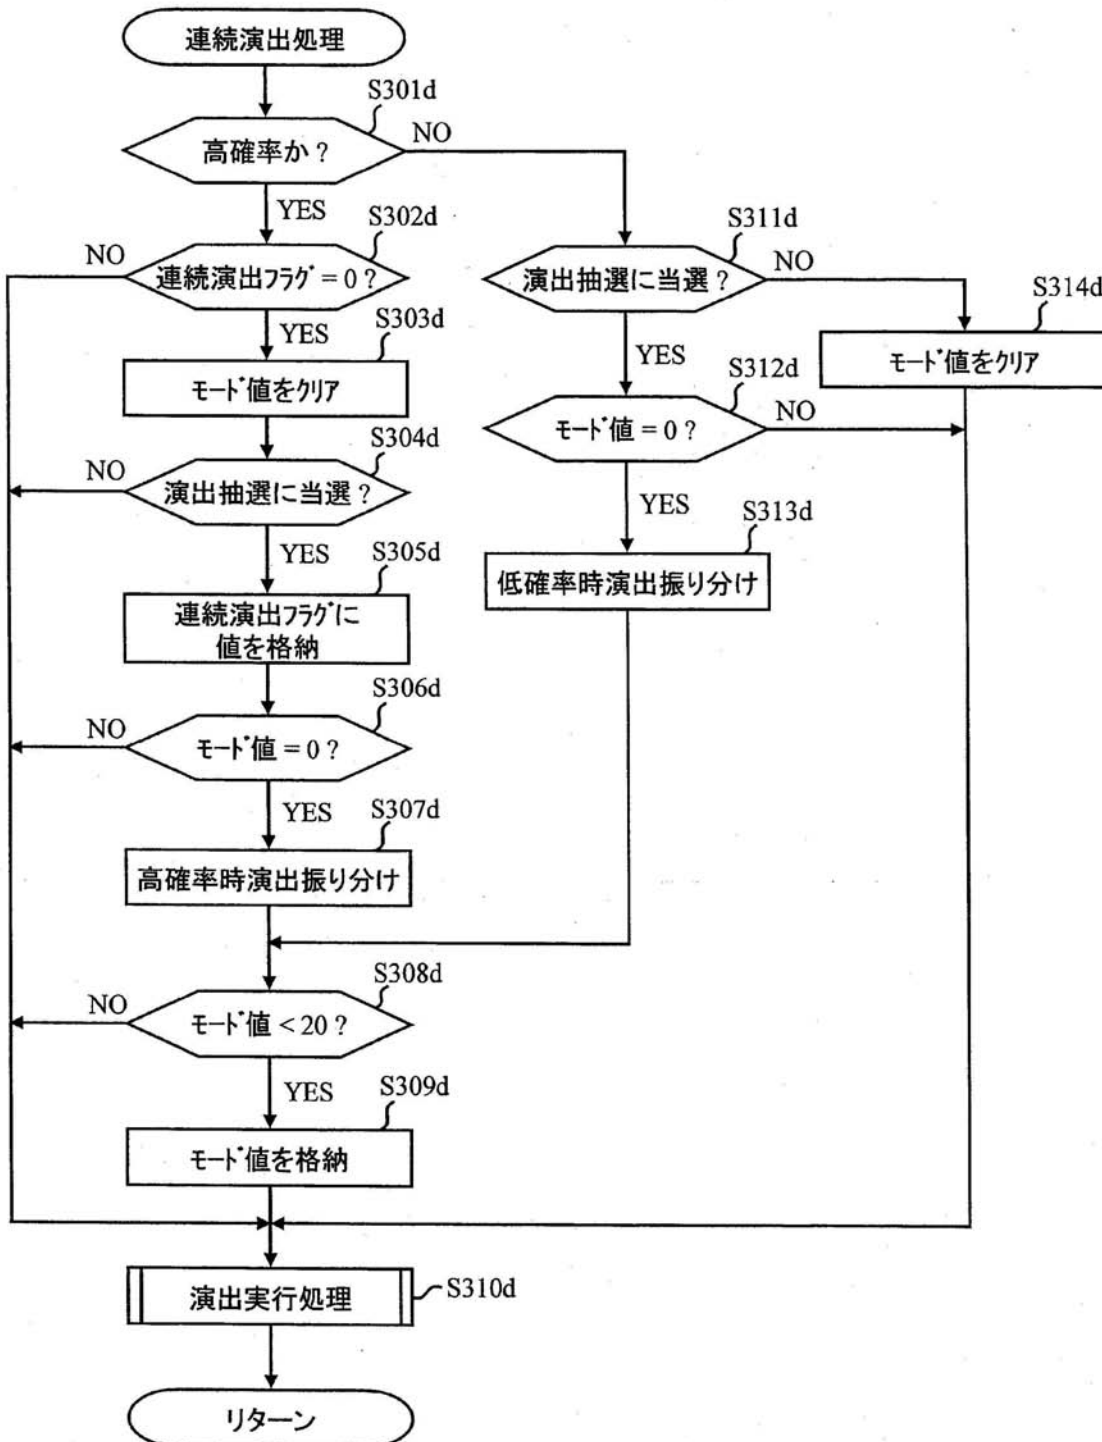 連続演出処理
S301d
高確率か?
NO
YES
S302d
NO
連続演出フラグ = 0 ?
YES
S303d
モード値をクリア
S304d
NO
演出抽選に当選?
YES
S305d
連続演出フラグに
値を格納
S306d
NO
モード値 = 0 ?
YES
S307d
高確率時演出振り分け
S308d
NO
モード値 < 20 ?
YES
S309d
モード値を格納
演出実行処理
S310d
リターン
S311d
演出抽選に当選?
NO
YES
S312d
モード値 = 0 ?
NO
YES
S313d
低確率時演出振り分け
S314d
モード値をクリア